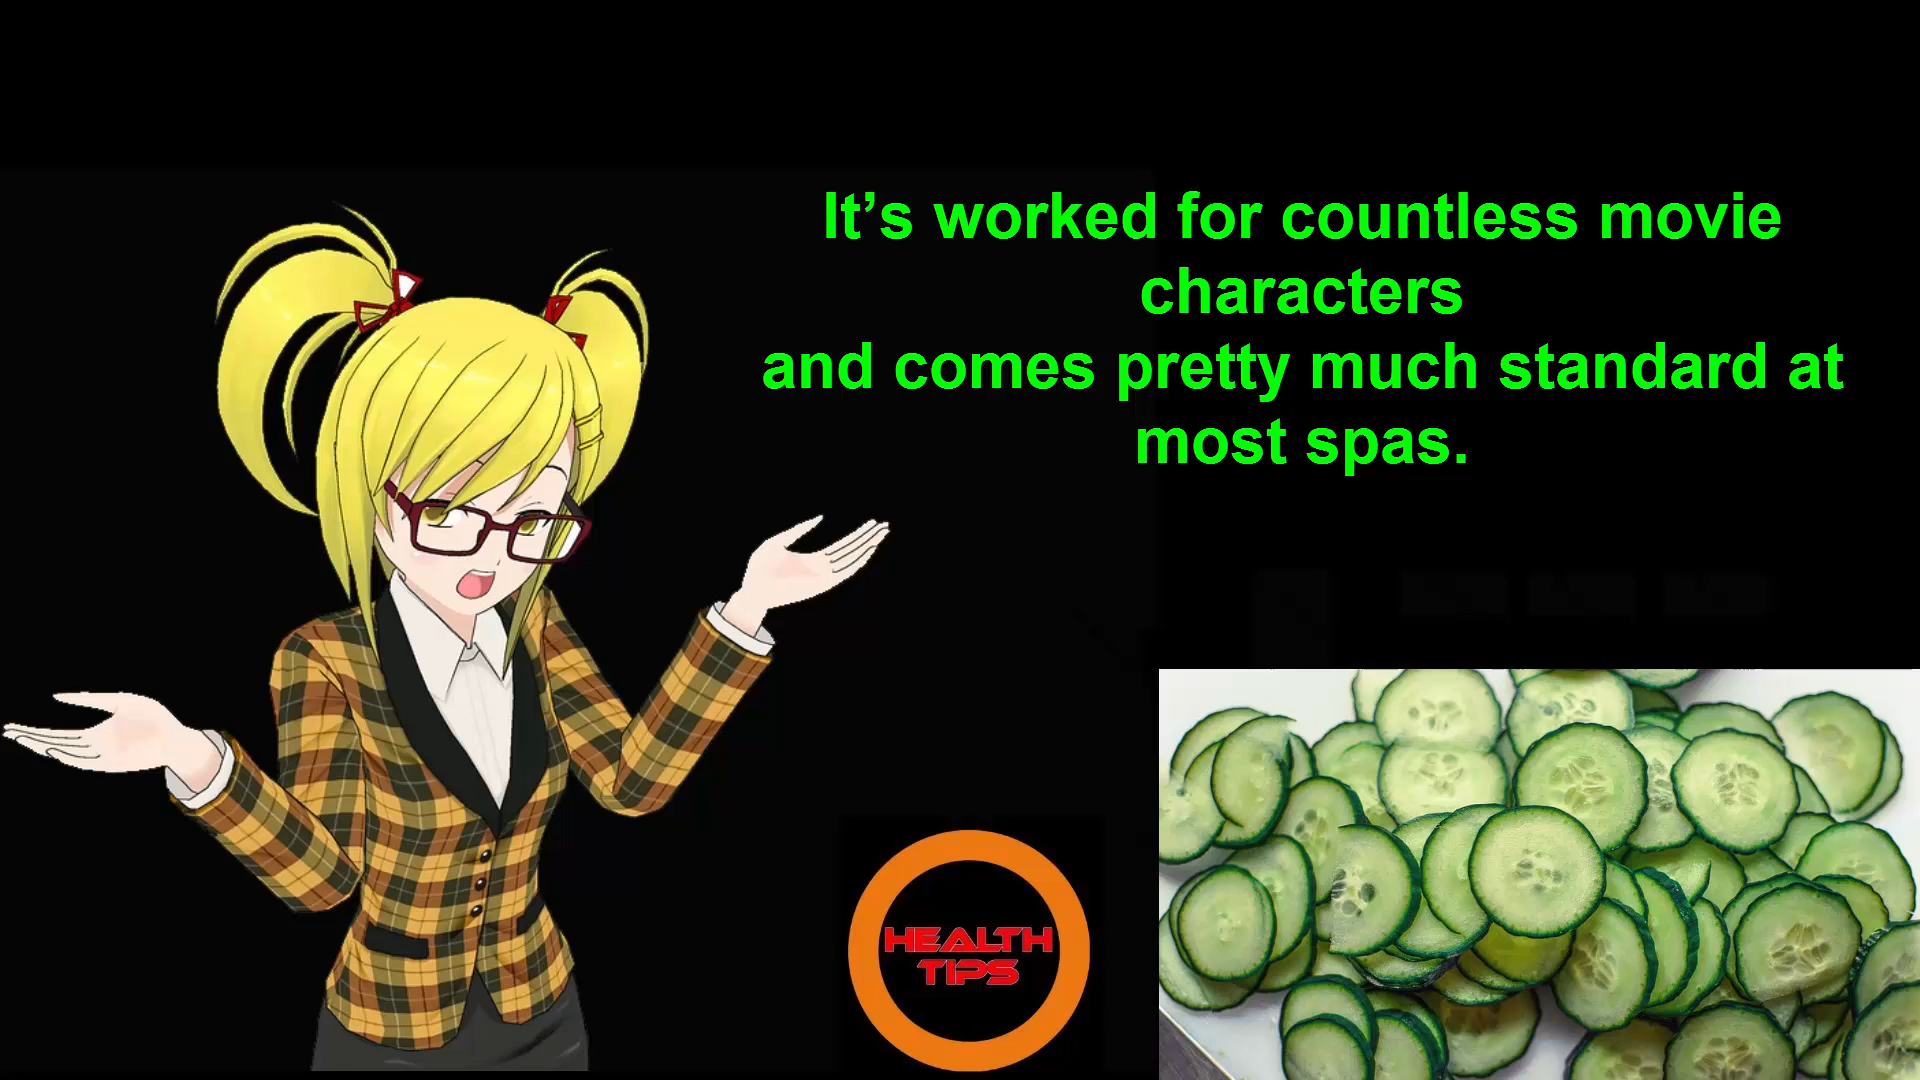 It’s worked for countless movie
characters
and comes pretty much standard at
most spas.
HEALTH
TIPS